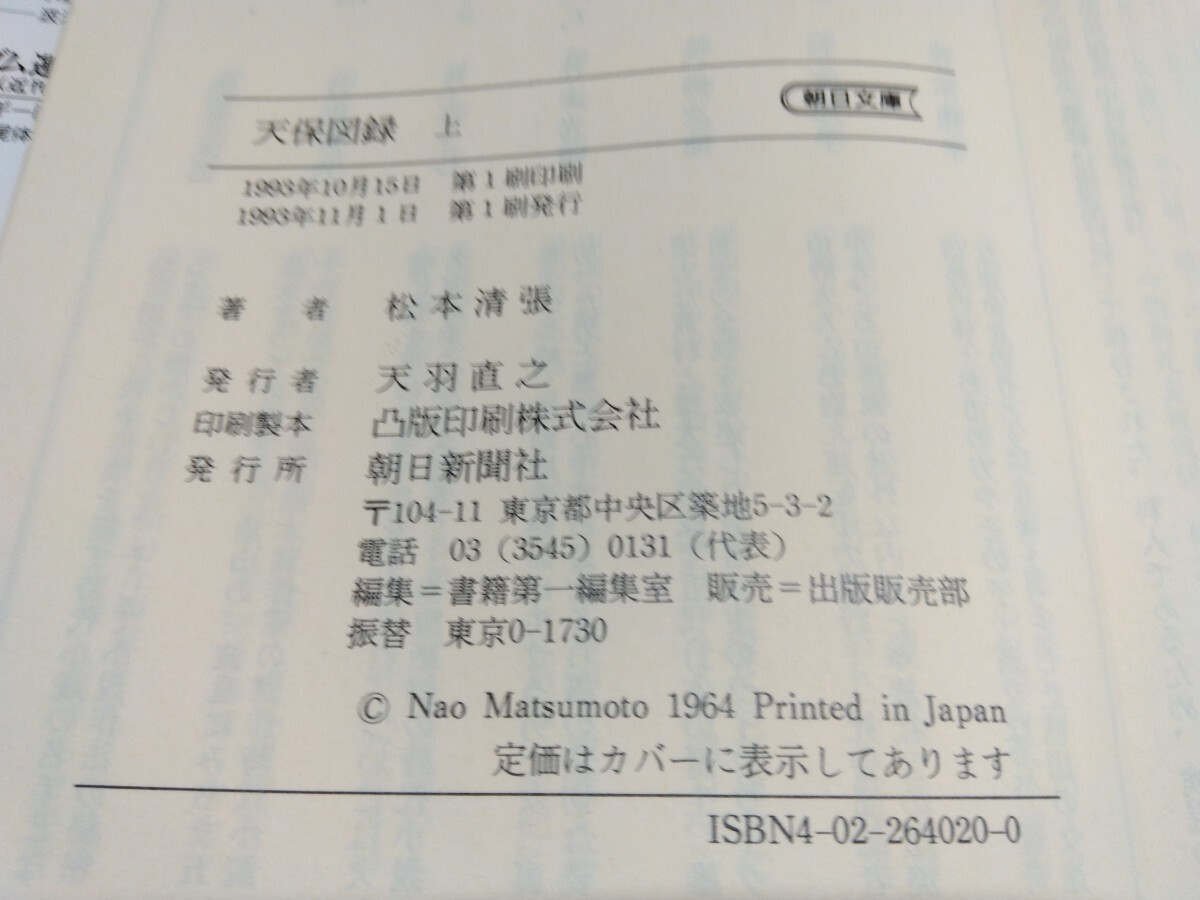 朝日文庫
天保図録 上
1993年10月15日 第1刷印刷
1993年11月1日 第1刷発行
著者 松本清張
発行者 天羽直之
印刷製本 凸版印刷株式会社
発行所 朝日新聞社
〒104-11 東京都中央区築地5-3-2
電話 03(3545)0131(代表)
編集=書籍第一編集室 販売=出版販売部
振替 東京0-1730
© Nao Matsumoto 1964 Printed in Japan
定価はカバーに表示してあります
ISBN4-02-264020-0